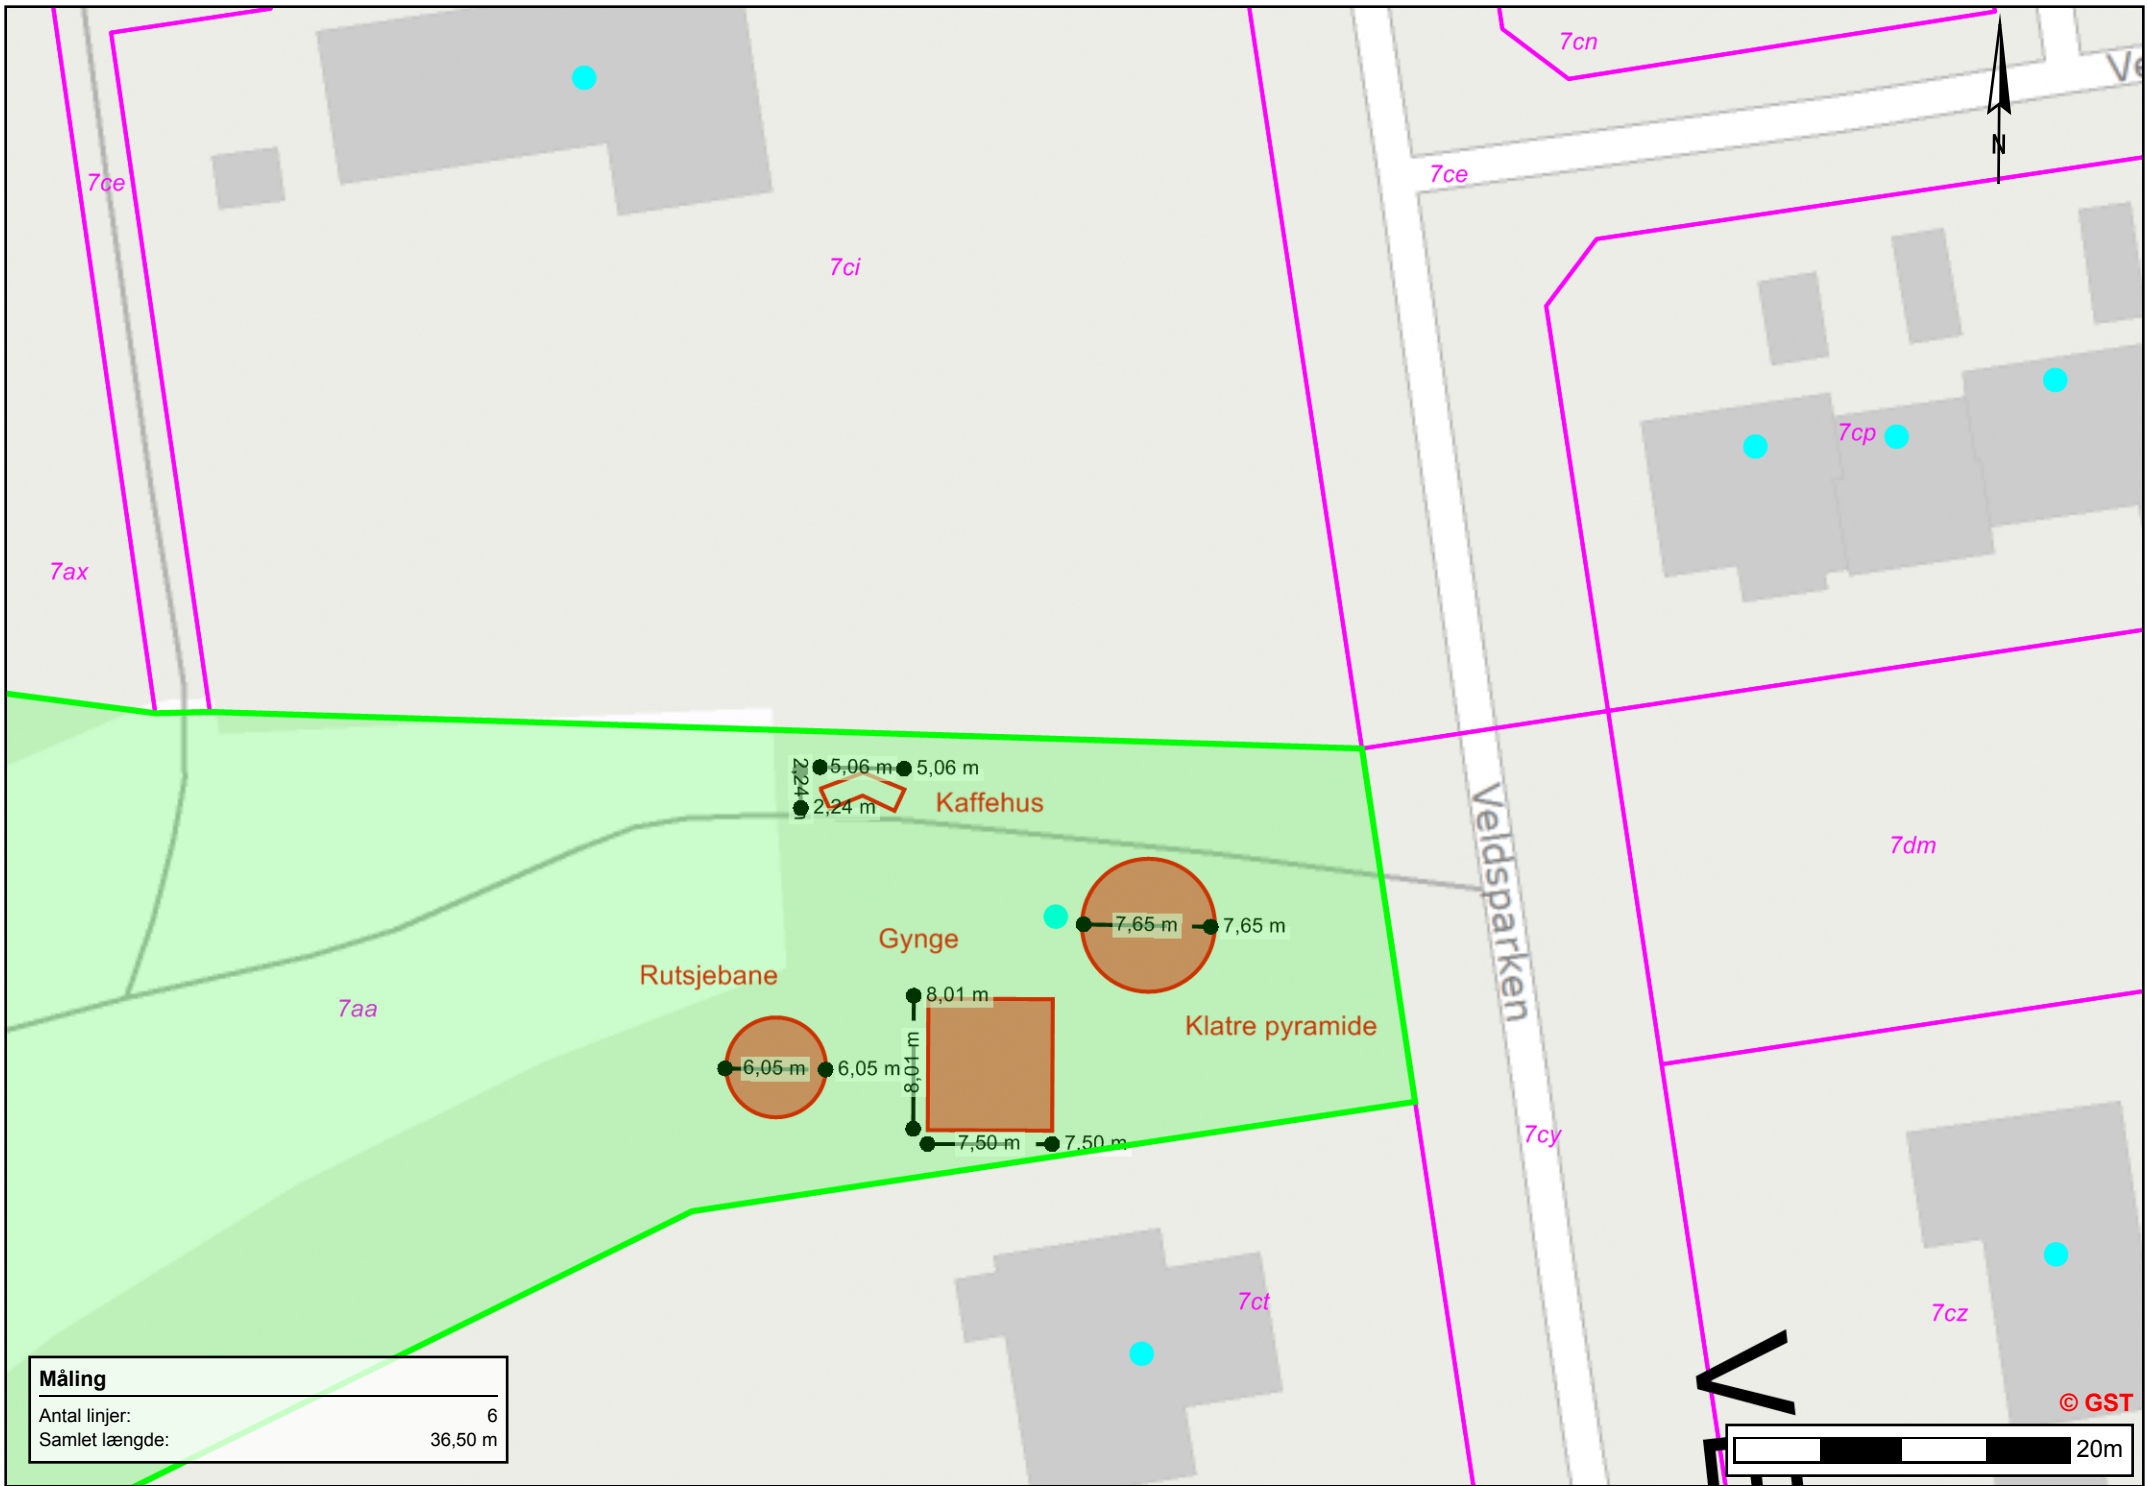 7cn
Ve
N
7ce
7ce
7ci
7cp
7ax
2,24 m
5,06 m
5,06 m
2,24 m
Kaffehus
Veldsparken
7dm
7,65 m
7,65 m
Gynge
Rutsjebane
8,01 m
7aa
Klatre pyramide
8,01 m
6,05 m
6,05 m
7,50 m
7,50 m
7cy
7ct
7cz
Måling
Antal linjer: 6
Samlet længde: 36,50 m
© GST
20m